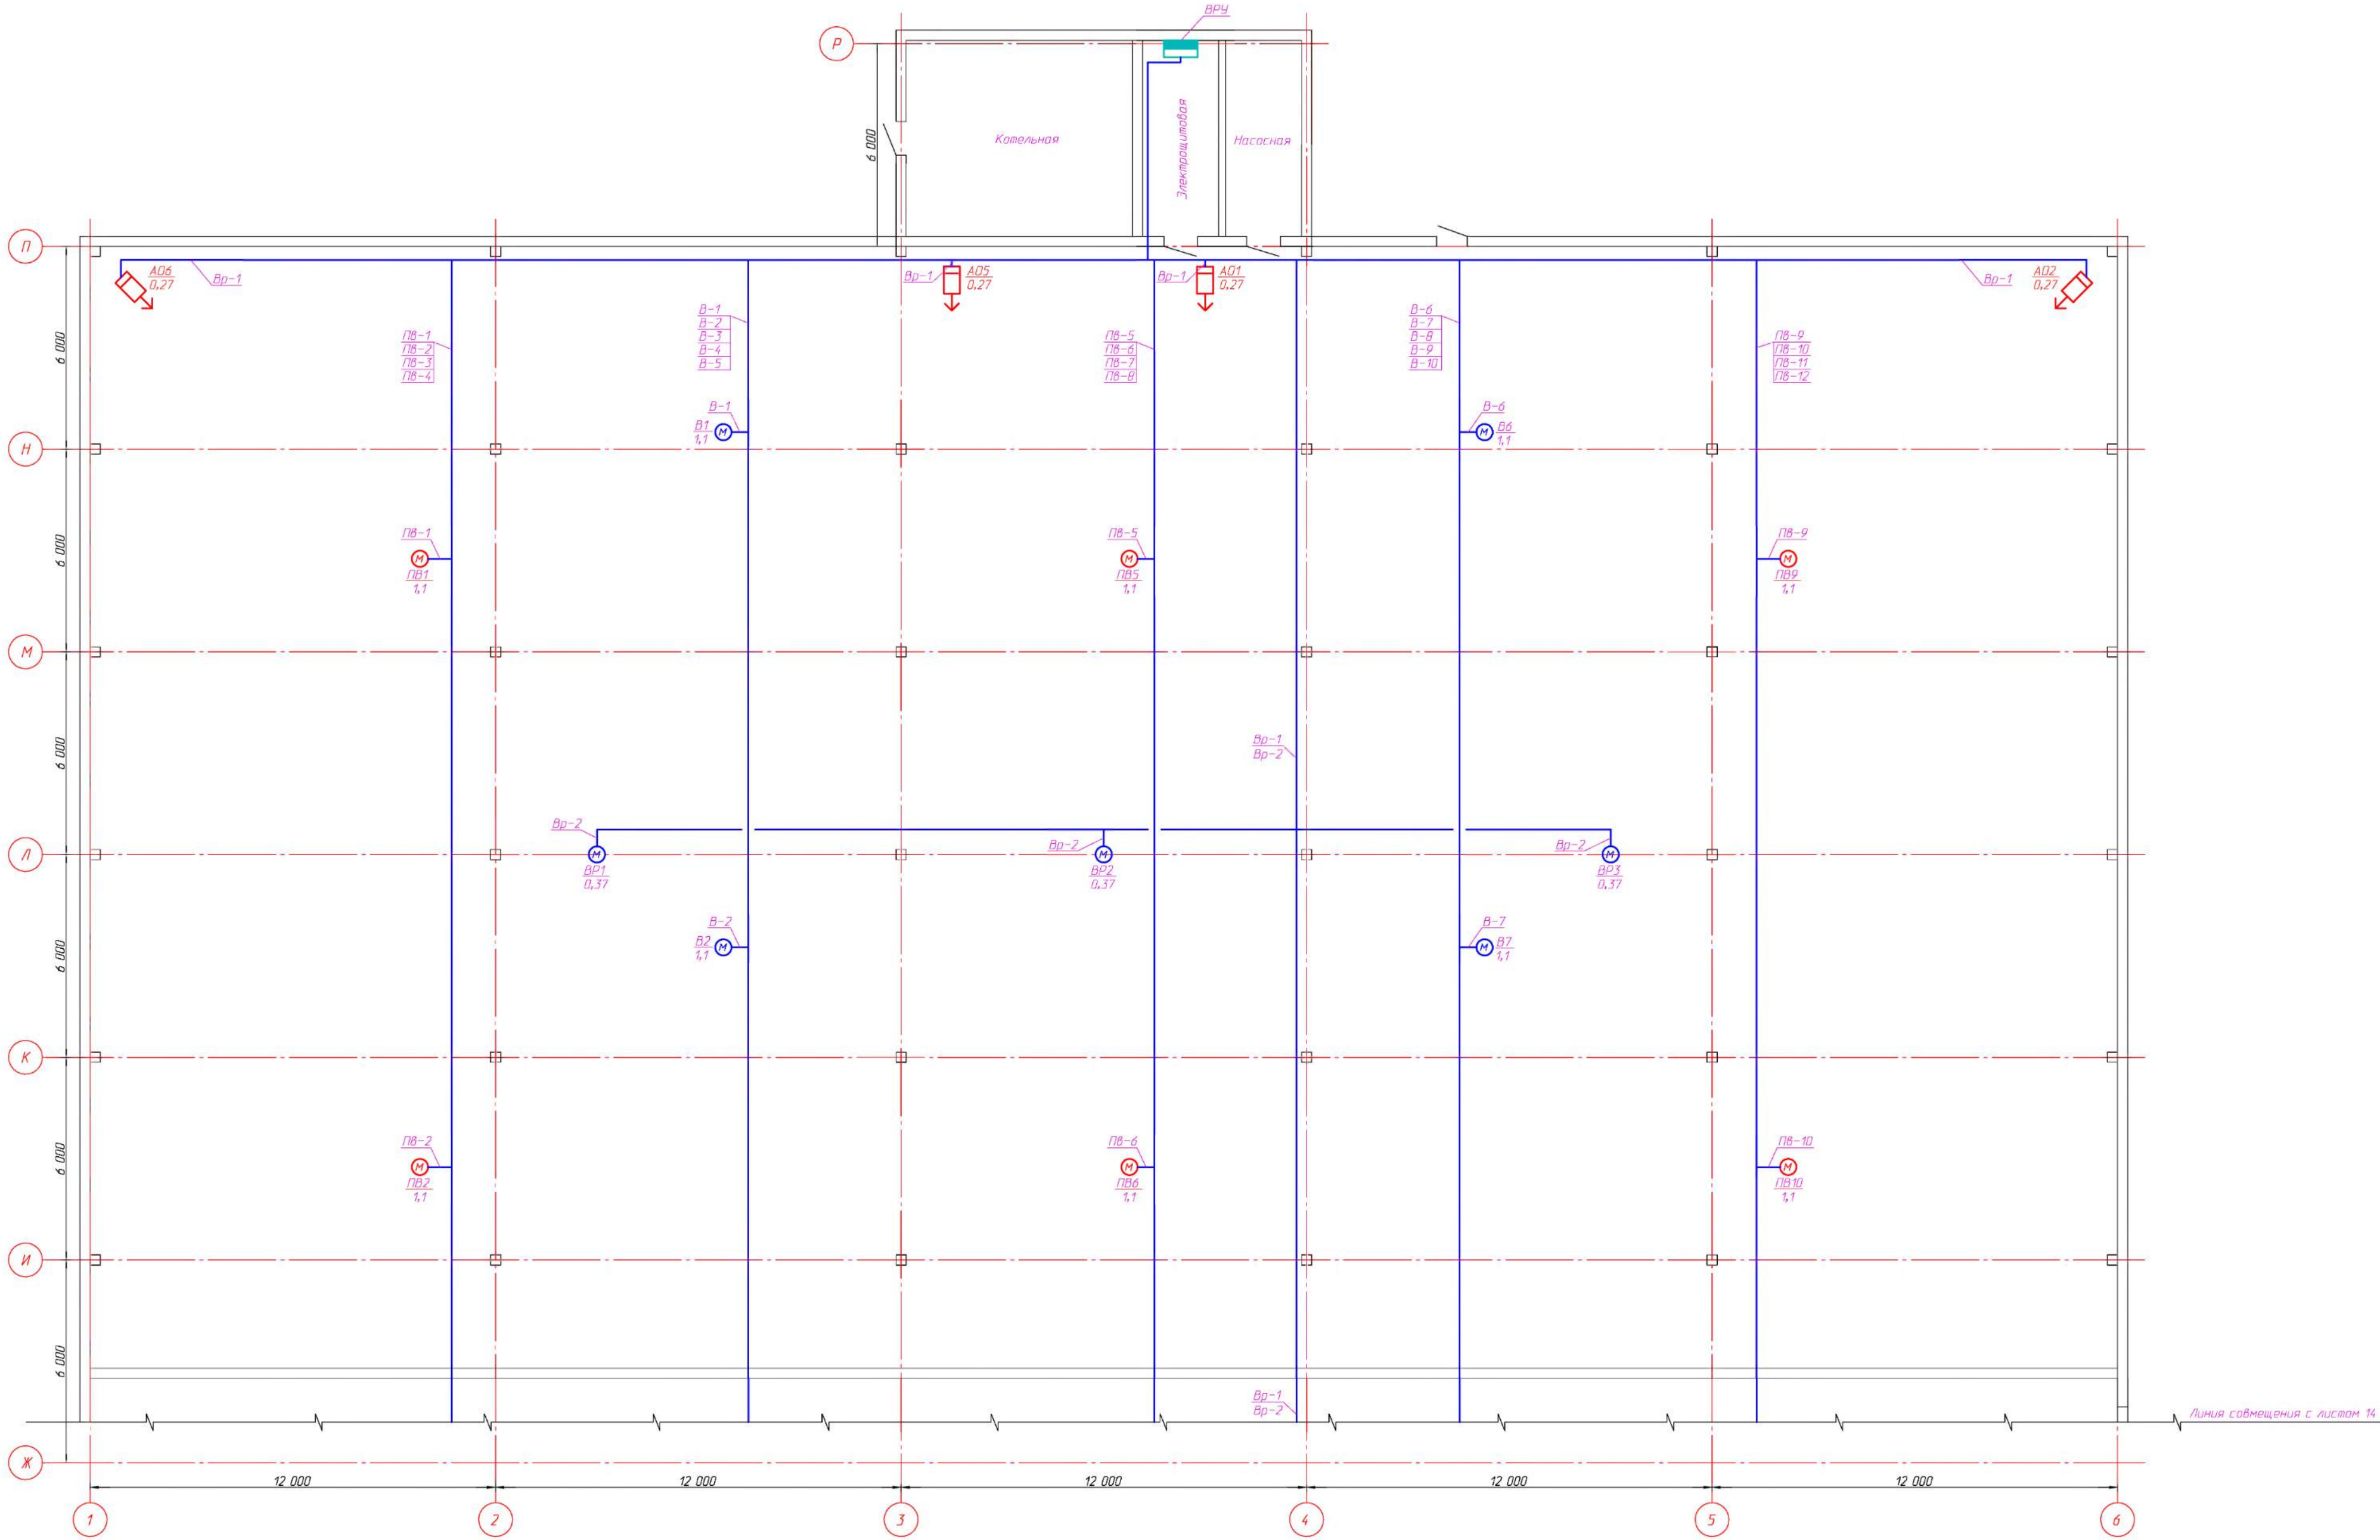 ВРУ
Р
6 000
Котельная
Электрощитовая
Насосная
П
АО6
0,27
Вр-1
Вр-1
АО5
0,27
Вр-1
АО1
0,27
Вр-1
АО2
0,27
6 000
ПВ-1
ПВ-2
ПВ-3
ПВ-4
В-1
В-2
В-3
В-4
В-5
ПВ-5
ПВ-6
ПВ-7
ПВ-8
В-6
В-7
В-8
В-9
В-10
ПВ-9
ПВ-10
ПВ-11
ПВ-12
В-1
В1
1,1
М
В-6
М
В6
1,1
Н
6 000
ПВ-1
М
ПВ1
1,1
ПВ-5
М
ПВ5
1,1
ПВ-9
М
ПВ9
1,1
М
6 000
Вр-1
Вр-2
Вр-2
М
ВР1
0,37
Вр-2
М
ВР2
0,37
Вр-2
М
ВР3
0,37
Л
6 000
В-2
В2
1,1
М
В-7
М
В7
1,1
К
6 000
ПВ-2
М
ПВ2
1,1
ПВ-6
М
ПВ6
1,1
ПВ-10
М
ПВ10
1,1
И
6 000
Вр-1
Вр-2
Линия совмещения с листом 14
Ж
12 000
12 000
12 000
12 000
12 000
1
2
3
4
5
6